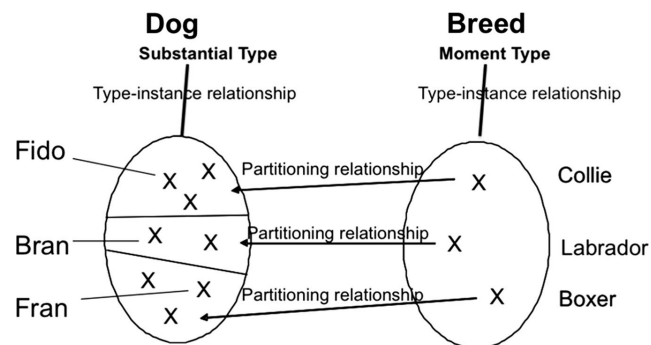 Dog
Breed
Substantial Type
Moment Type
Type-instance relationship
Type-instance relationship
Fido
X
X
X
Partitioning relationship
X
Collie
Bran
X
X
Partitioning relationship
X
Labrador
Fran
X
X
X
Partitioning relationship
X
Boxer